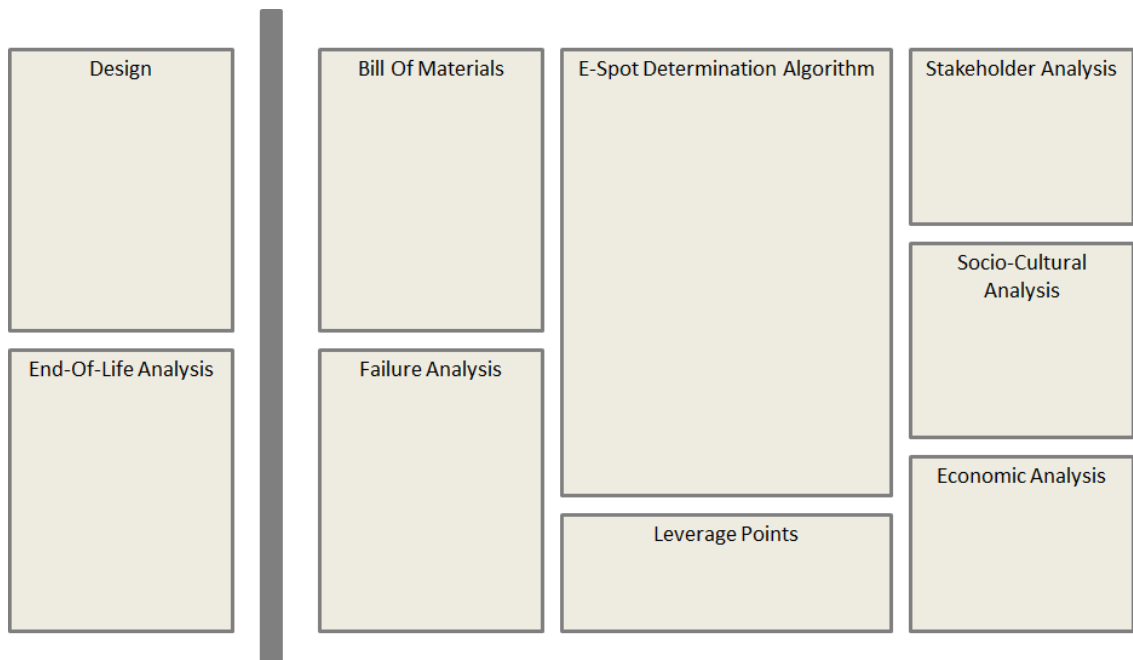 Design
End-Of-Life Analysis
Bill Of Materials
Failure Analysis
E-Spot Determination Algorithm
Leverage Points
Stakeholder Analysis
Socio-Cultural
Analysis
Economic Analysis